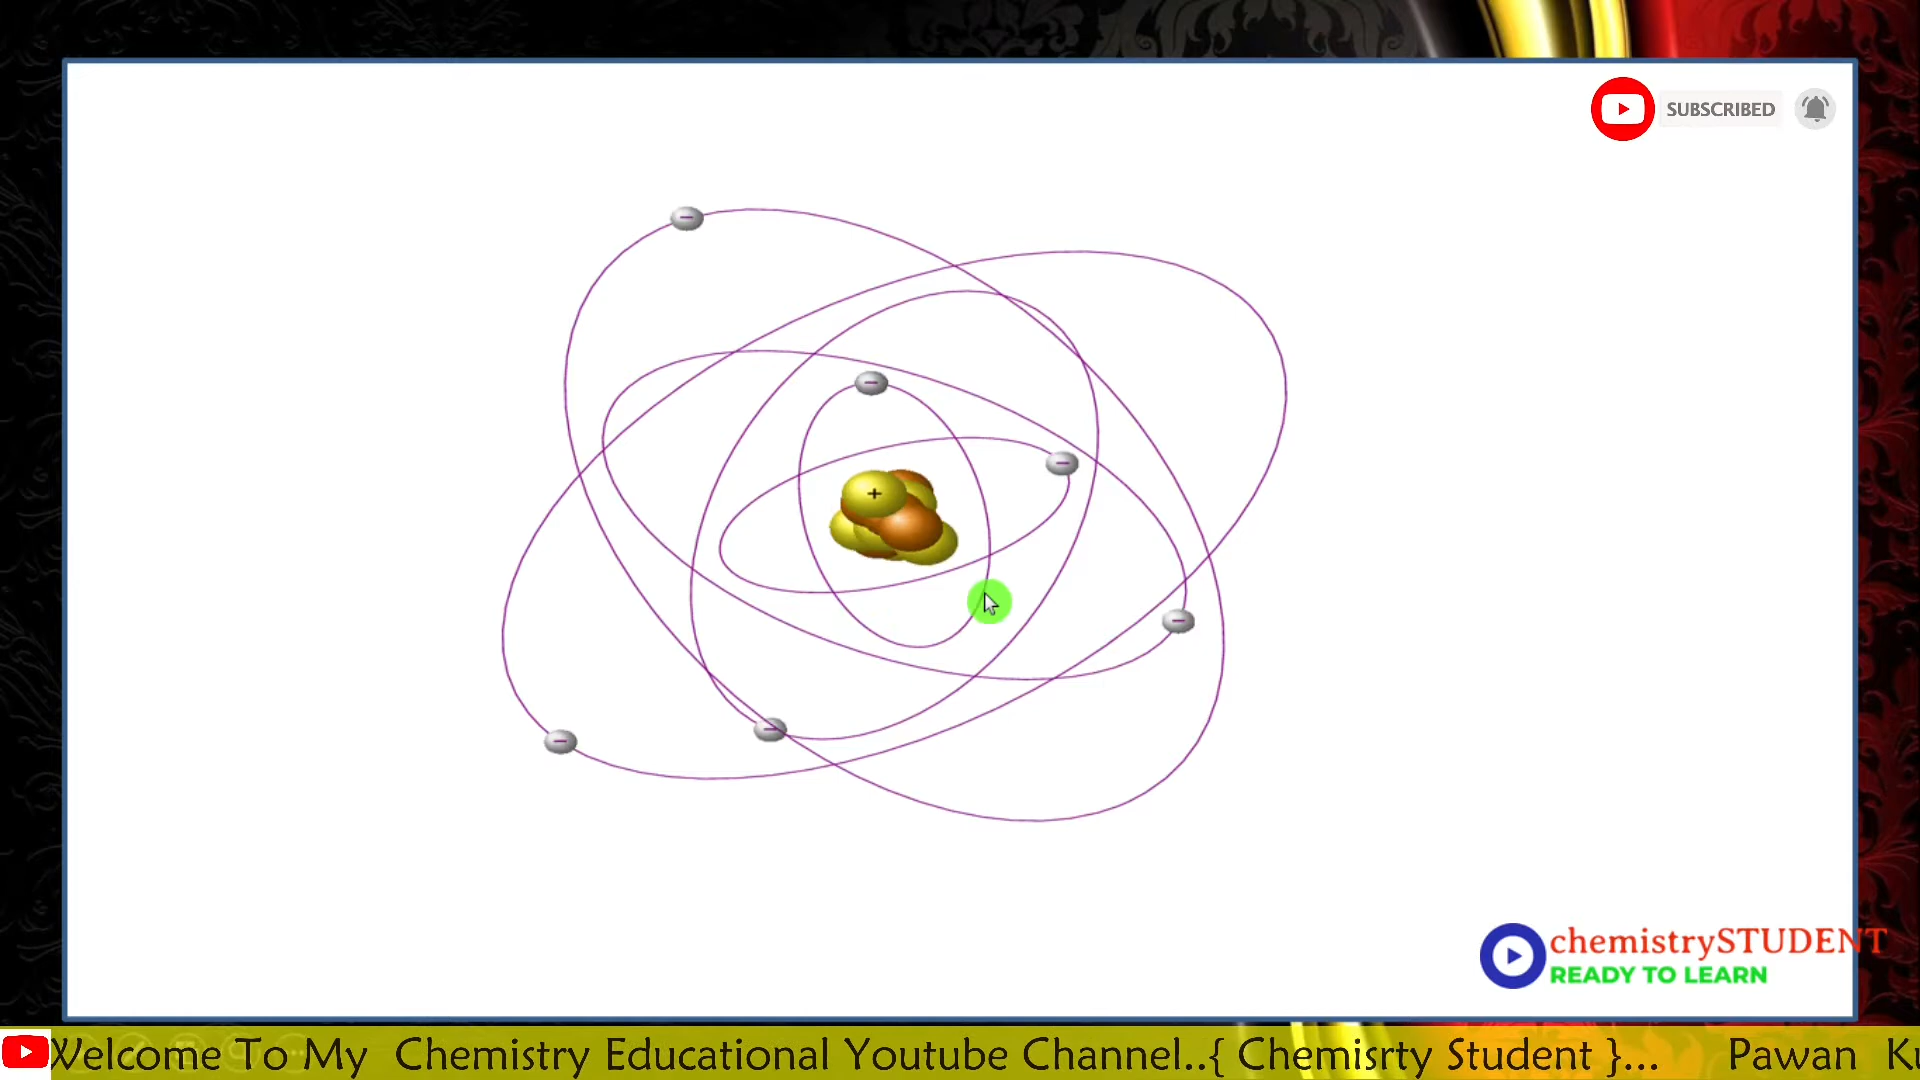 SUBSCRIBED
−
−
+
−
−
−
−
chemistrySTUDENT
READY TO LEARN
Welcome To My Chemistry Educational Youtube Channel..{ Chemisrty Student }... Pawan